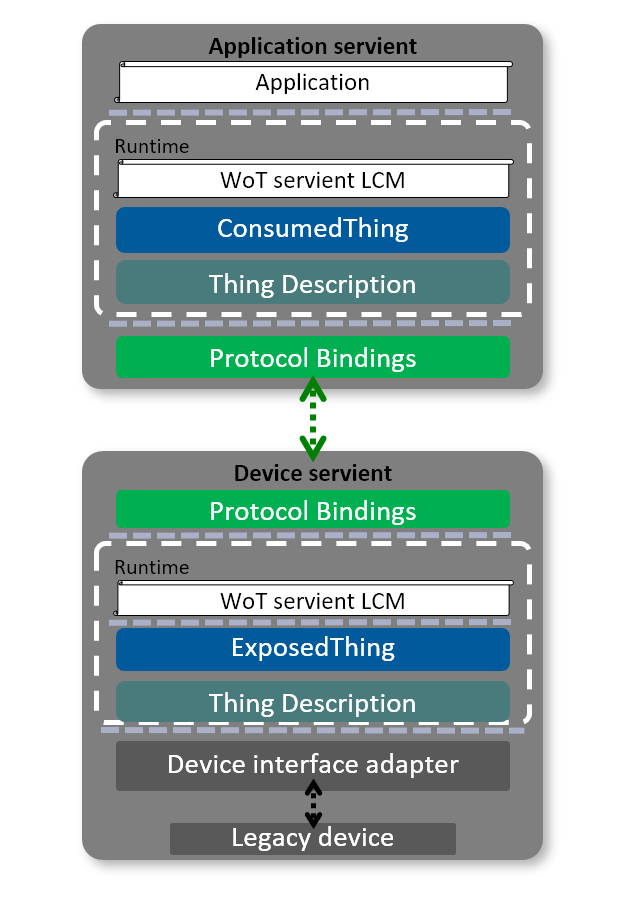 Application servient
Application
Runtime
WoT servient LCM
ConsumedThing
Thing Description
Protocol Bindings
Device servient
Protocol Bindings
Runtime
WoT servient LCM
ExposedThing
Thing Description
Device interface adapter
Legacy device